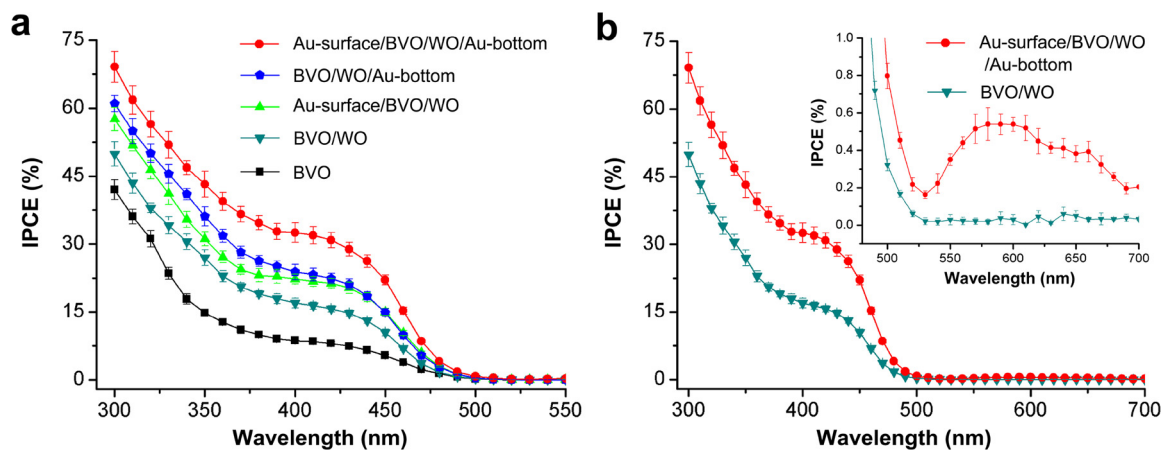 a
75
60
45
30
15
0
IPCE (%)
300
350
400
450
500
550
Wavelength (nm)
Au-surface/BVO/WO/Au-bottom
BVO/WO/Au-bottom
Au-surface/BVO/WO
BVO/WO
BVO
b
75
60
45
30
15
0
IPCE (%)
300
400
500
600
700
Wavelength (nm)
1.0
0.8
0.6
0.4
0.2
0.0
IPCE (%)
500
550
600
650
700
Wavelength (nm)
Au-surface/BVO/WO
/Au-bottom
BVO/WO